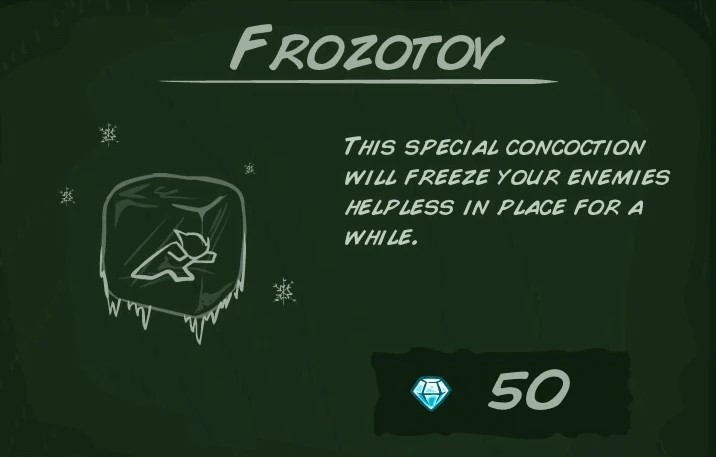 FROZOTOV
THIS SPECIAL CONCOCTION
WILL FREEZE YOUR ENEMIES
HELPLESS IN PLACE FOR A
WHILE.
50